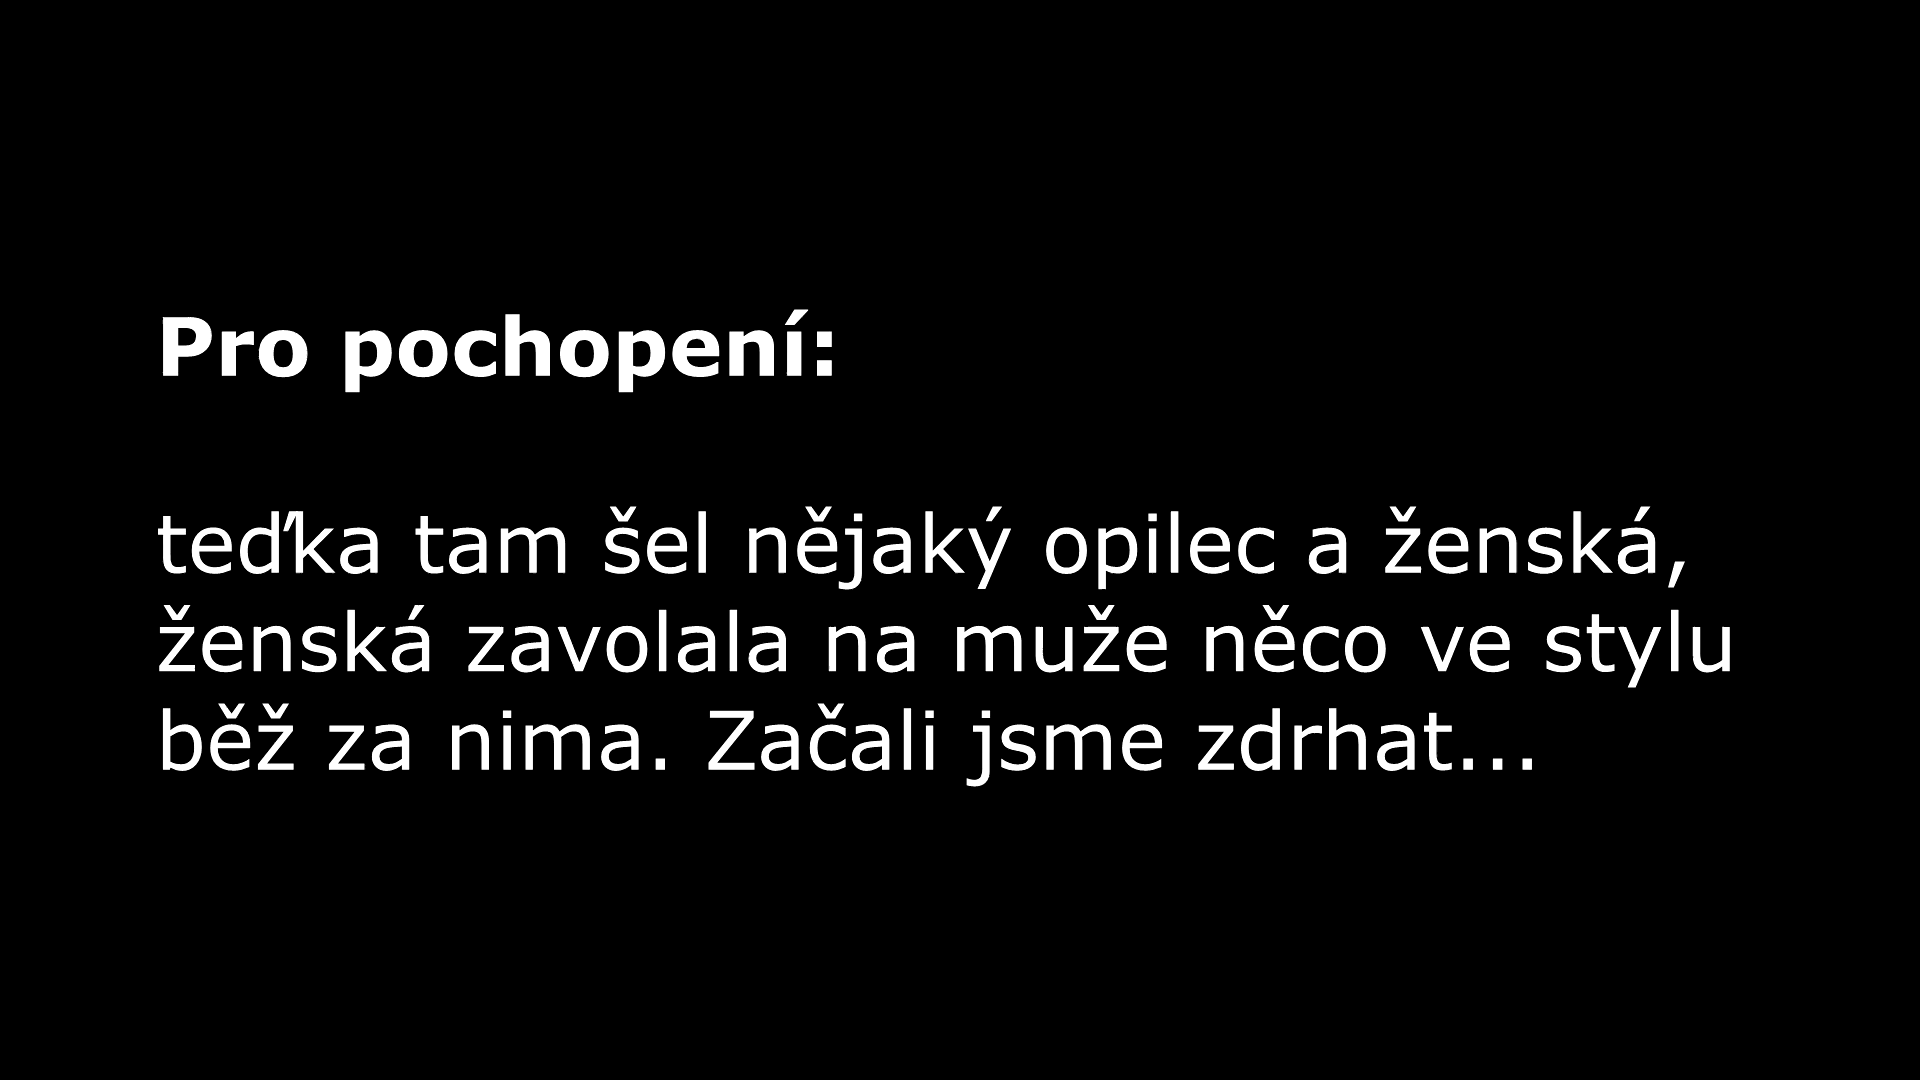 Pro pochopení:
teďka tam šel nějaký opilec a ženská,
ženská zavolala na muže něco ve stylu
běž za nima. Začali jsme zdrhat...